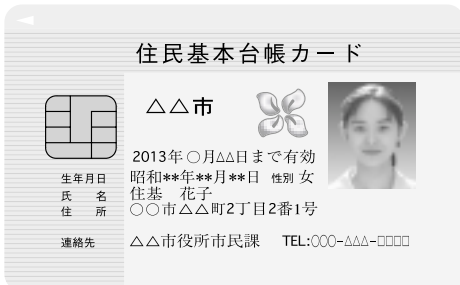 住民基本台帳カード
△△市
2013年○月△△日まで有効
生年月日 昭和**年**月**日 性別 女
氏名 住基 花子
住所 ○○市△△町2丁目2番1号
連絡先 △△市役所市民課 TEL:○○○-△△△-□□□□